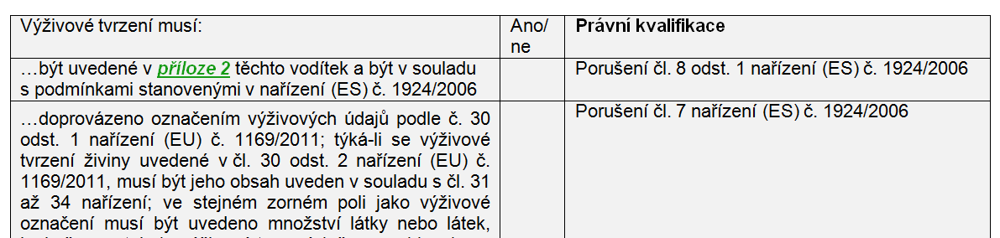 Výživové tvrzení musí:
Ano/
ne
Právní kvalifikace
…být uvedené v příloze 2 těchto vodítek a být v souladu
s podmínkami stanovenými v nařízení (ES) č. 1924/2006
Porušení čl. 8 odst. 1 nařízení (ES) č. 1924/2006
…doprovázeno označením výživových údajů podle č. 30
odst. 1 nařízení (EU) č. 1169/2011; týká-li se výživové
tvrzení živiny uvedené v čl. 30 odst. 2 nařízení (EU) č.
1169/2011, musí být jeho obsah uveden v souladu s čl. 31
až 34 nařízení; ve stejném zorném poli jako výživové
označení musí být uvedeno množství látky nebo látek,
Porušení čl. 7 nařízení (ES) č. 1924/2006